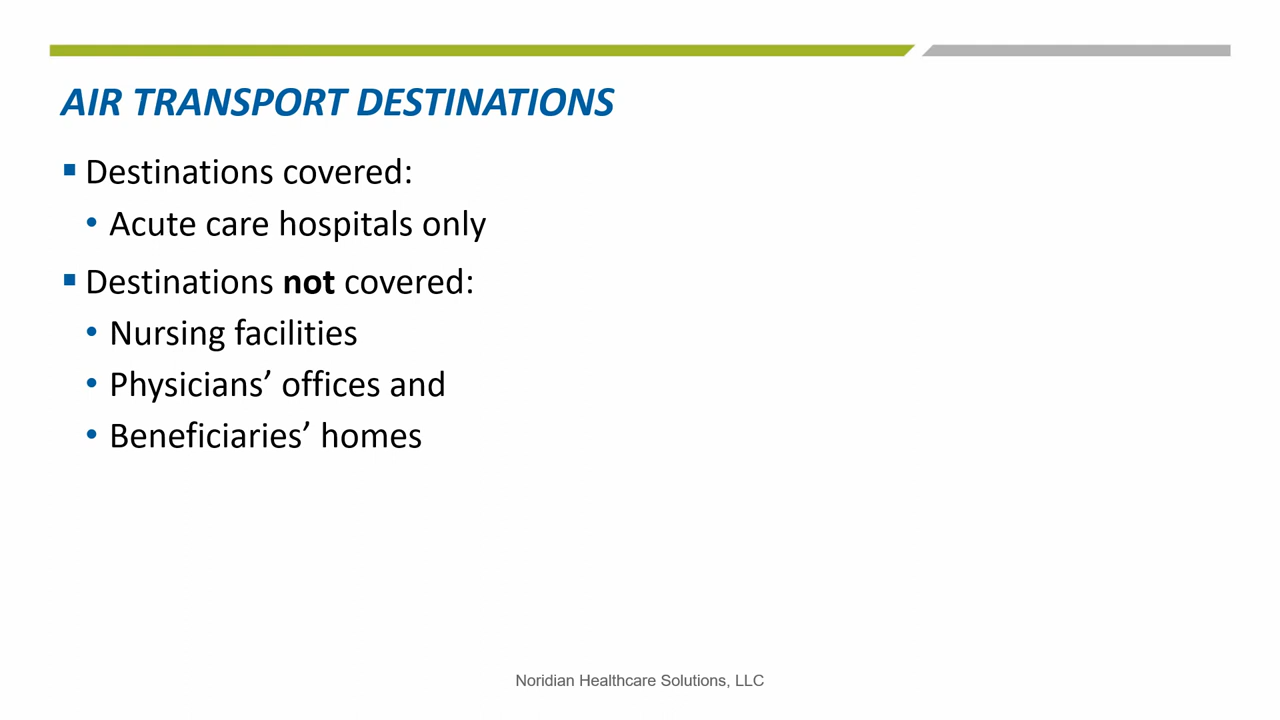 AIR TRANSPORT DESTINATIONS
Destinations covered:
Acute care hospitals only
Destinations not covered:
Nursing facilities
Physicians’ offices and
Beneficiaries’ homes
Noridian Healthcare Solutions, LLC